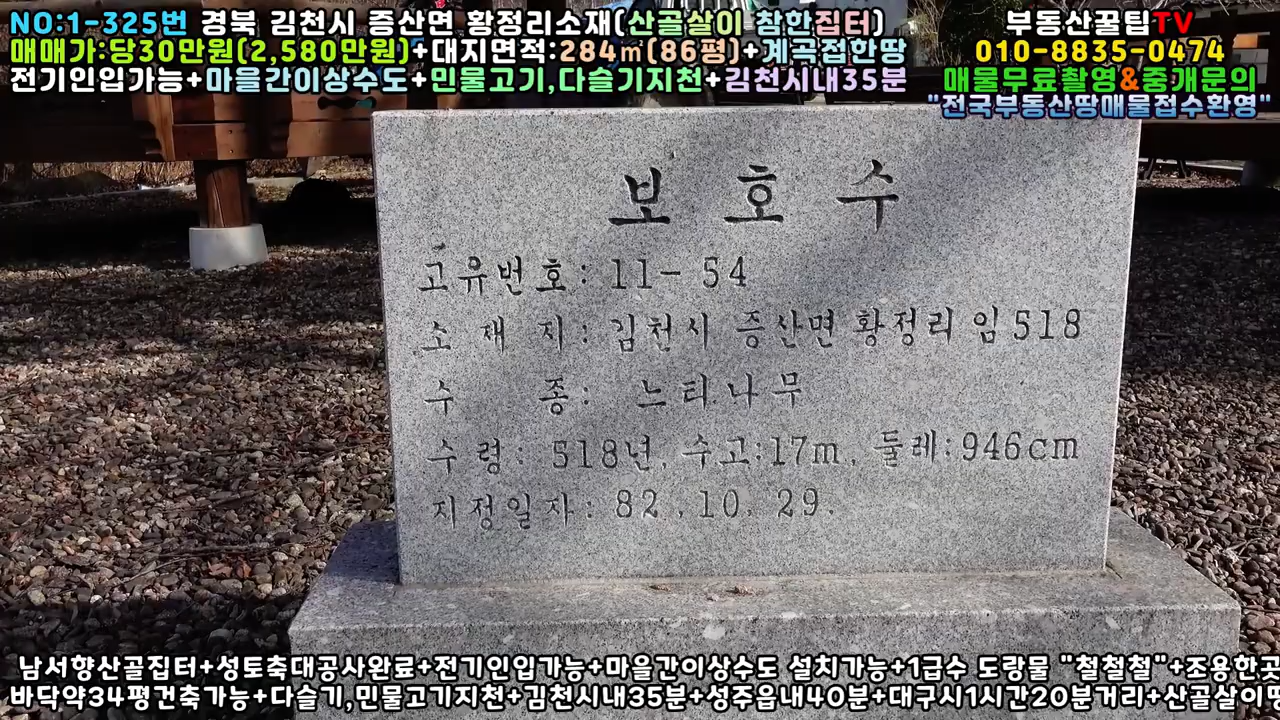 NO:1-325번 경북 김천시 증산면 황정리소재(산골살이 참한집터)
매매가:당30만원(2,580만원)+대지면적:284㎡(86평)+계곡접한땅
전기인입가능+마을간이상수도+민물고기,다슬기지천+김천시내35분
부동산꿀팁TV
010-8835-0474
매물무료촬영&중개문의
"전국부동산땅매물접수환영"
보호수
고유번호: 11-54
소재지: 김천시 증산면 황정리 임518
수종: 느티나무
수령: 518년, 수고:17m, 둘레:946cm
지정일자: 82.10.29.
남서향산골집터+성토축대공사완료+전기인입가능+마을간이상수도 설치가능+1급수 도랑물 "철철철"+조용한곳
바닥약34평건축가능+다슬기,민물고기지천+김천시내35분+성주읍내40분+대구시1시간20분거리+산골살이땅